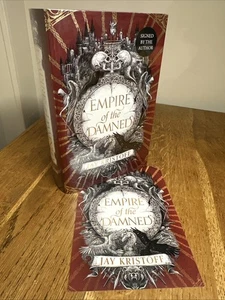 SIGNED
BY THE
AUTHOR
EMPIRE
of the
DAMNED
JAY KRISTOFF
EMPIRE
of the
DAMNED
JAY KRISTOFF